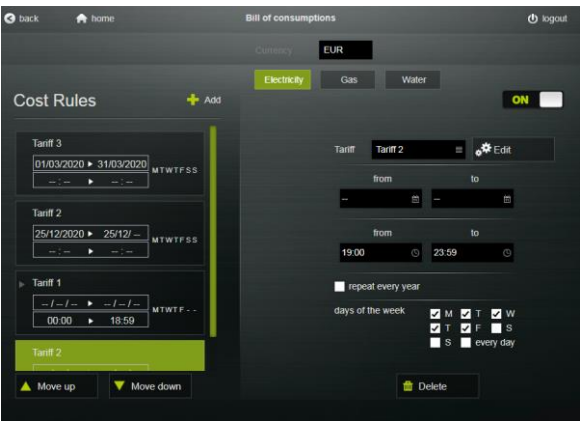 back home Bill of consumptions logout
Currency EUR
Electricity Gas Water
Cost Rules Add ON
Tariff 3
01/03/2020 ▸ 31/03/2020 MTWTFSS
-- : -- ▸ -- : --
Tariff 2
25/12/2020 ▸ 25/12/ -- MTWTFSS
-- : -- ▸ -- : --
Tariff 1
-- / -- / -- ▸ -- / -- / -- MTWTF--
00:00 ▸ 18:59
Tariff 2
Move up Move down
Tariff Tariff 2 Edit
from to
-- --
from to
19:00 23:59
repeat every year
days of the week M T W
T F S
S every day
Delete